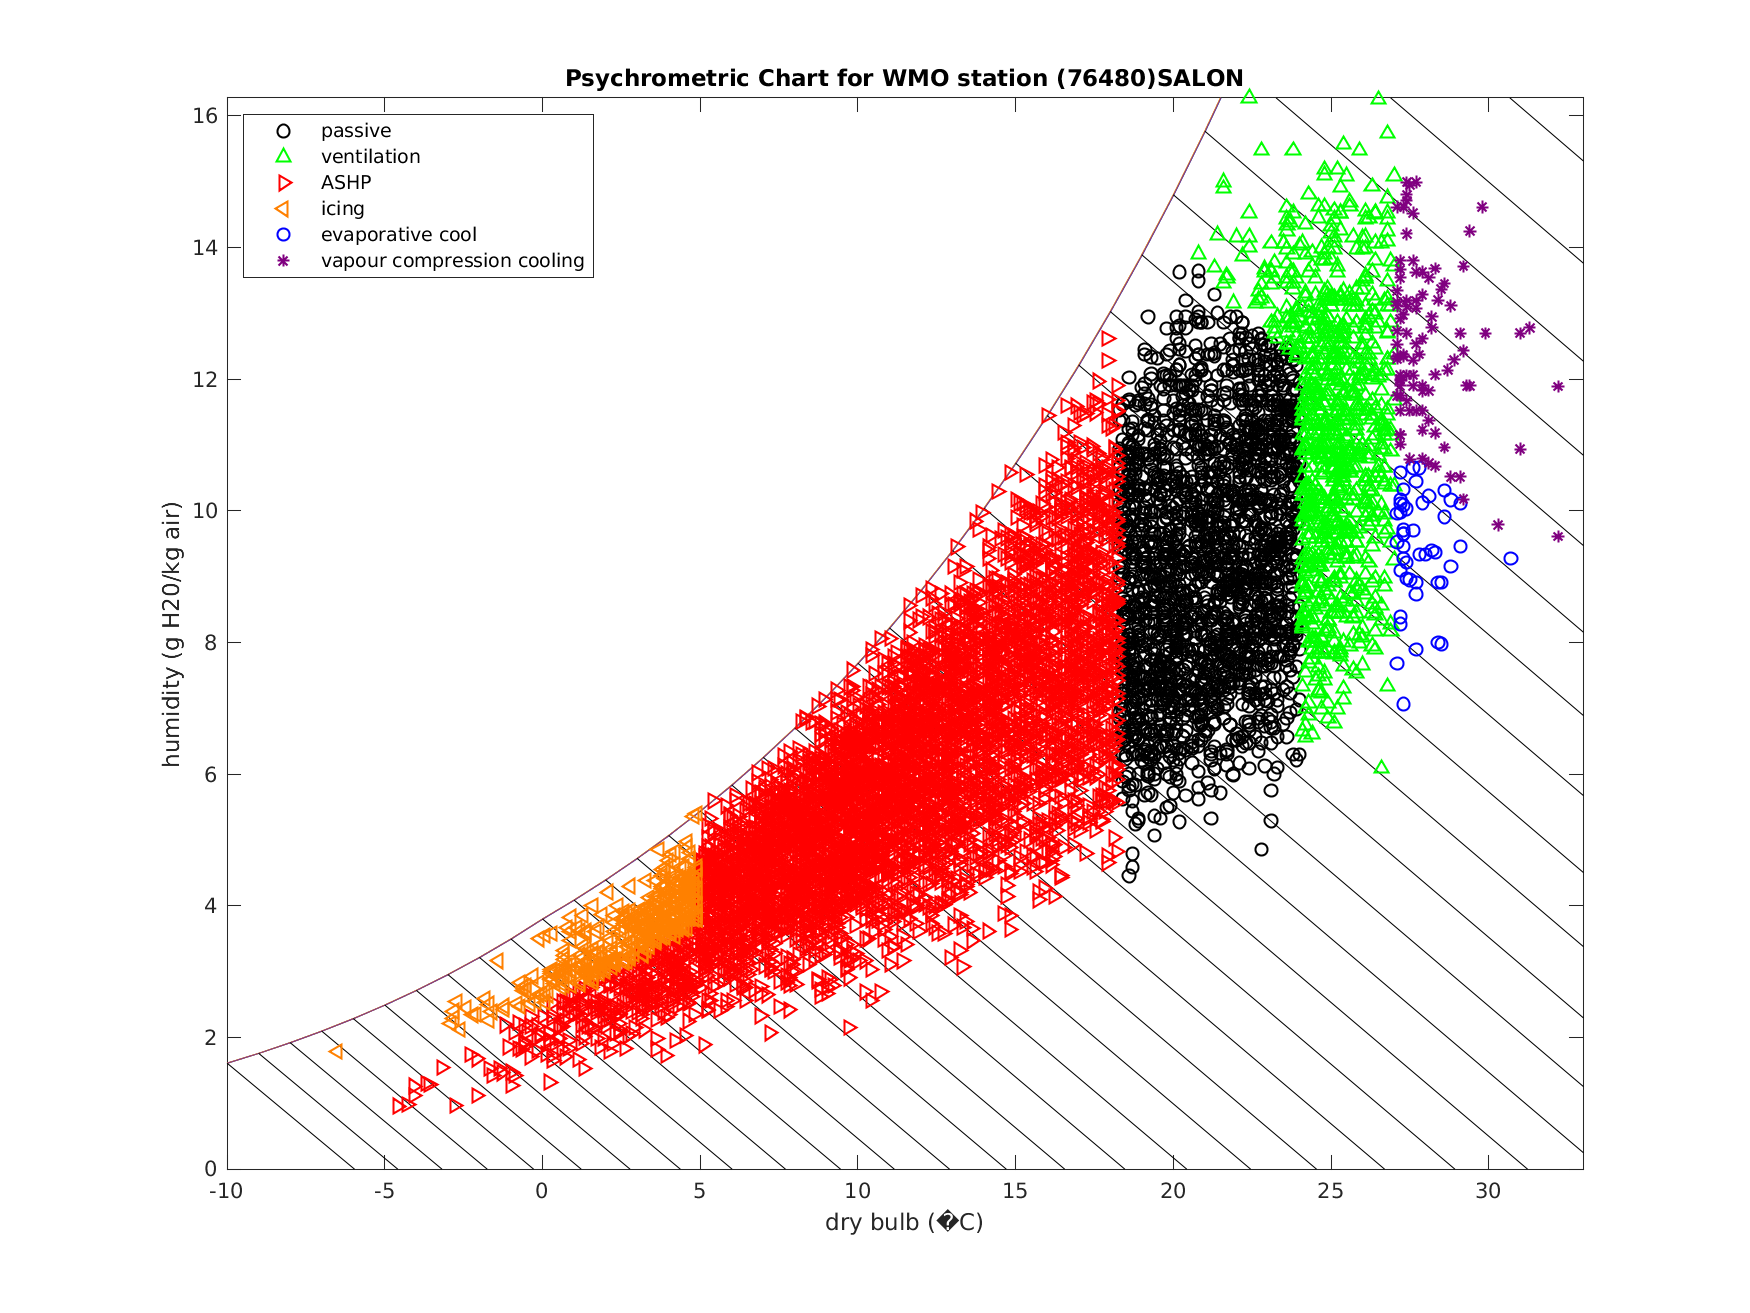 Psychrometric Chart for WMO station (76480)SALON
passive
ventilation
ASHP
icing
evaporative cool
vapour compression cooling
humidity (g H20/kg air)
16
14
12
10
8
6
4
2
0
-10 -5 0 5 10 15 20 25 30
dry bulb (�C)